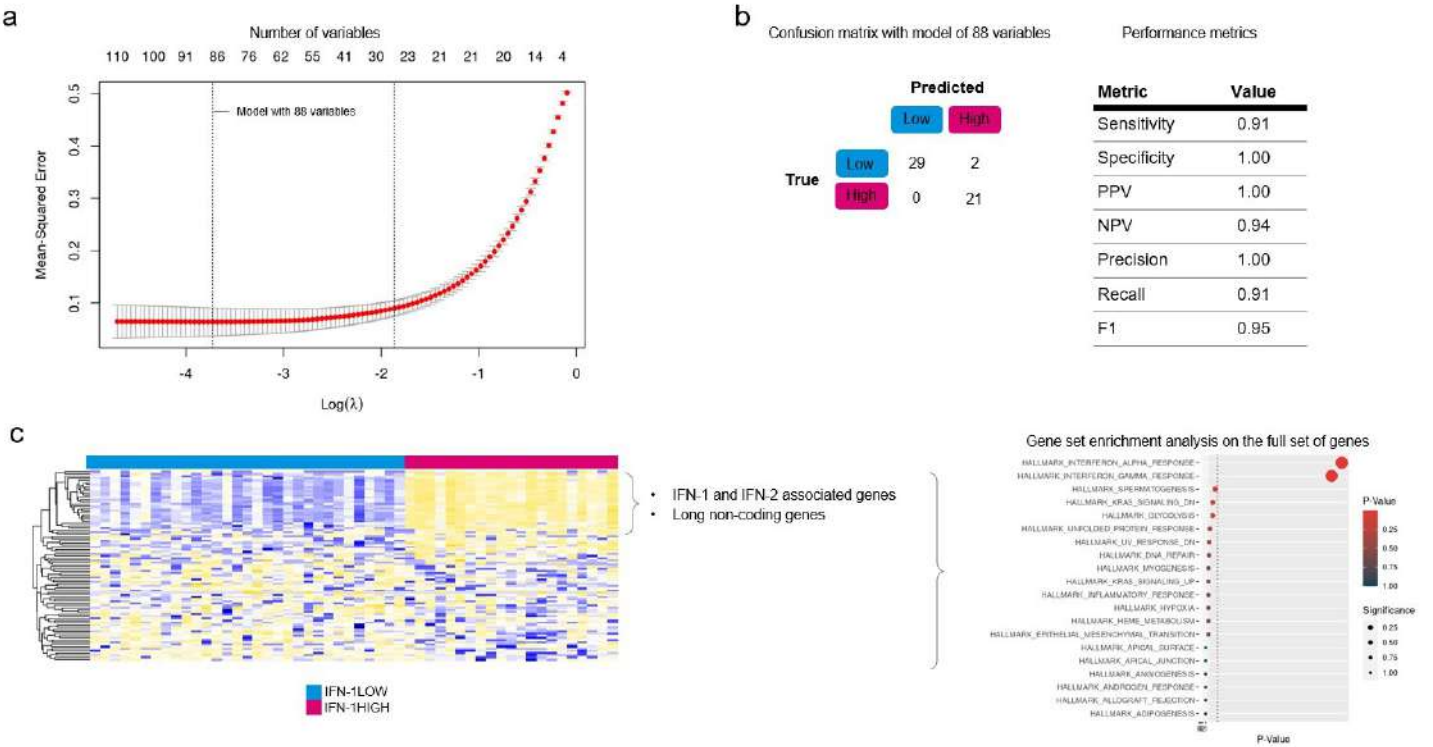 a
Number of variables
110 100 91 86 76 62 55 41 30 23 21 21 20 14 4
Model with 88 variables
Mean-Squared Error
0.5
0.4
0.3
0.2
0.1
-4 -3 -2 -1 0
Log(λ)
b
Confusion matrix with model of 88 variables
Predicted
Low High
True
Low 29 2
High 0 21
Performance metrics
Metric Value
Sensitivity 0.91
Specificity 1.00
PPV 1.00
NPV 0.94
Precision 1.00
Recall 0.91
F1 0.95
c
IFN-1LOW
IFN-1HIGH
• IFN-1 and IFN-2 associated genes
• Long non-coding genes
Gene set enrichment analysis on the full set of genes
HALLMARK_INTERFERON_ALPHA_RESPONSE
HALLMARK_INTERFERON_GAMMA_RESPONSE
HALLMARK_SPERMATOGENESIS
HALLMARK_KRAS_SIGNALING_DN
HALLMARK_GLYCOLYSIS
HALLMARK_UNFOLDED_PROTEIN_RESPONSE
HALLMARK_UV_RESPONSE_DN
HALLMARK_DNA_REPAIR
HALLMARK_MYOGENESIS
HALLMARK_KRAS_SIGNALING_UP
HALLMARK_INFLAMMATORY_RESPONSE
HALLMARK_HYPOXIA
HALLMARK_HEME_METABOLISM
HALLMARK_EPITHELIAL_MESENCHYMAL_TRANSITION
HALLMARK_APICAL_SURFACE
HALLMARK_APICAL_JUNCTION
HALLMARK_ANGIOGENESIS
HALLMARK_ANDROGEN_RESPONSE
HALLMARK_ALLOGRAFT_REJECTION
HALLMARK_ADIPOGENESIS
P-Value
P-Value
0.25
0.50
0.75
1.00
Significance
0.25
0.50
0.75
1.00